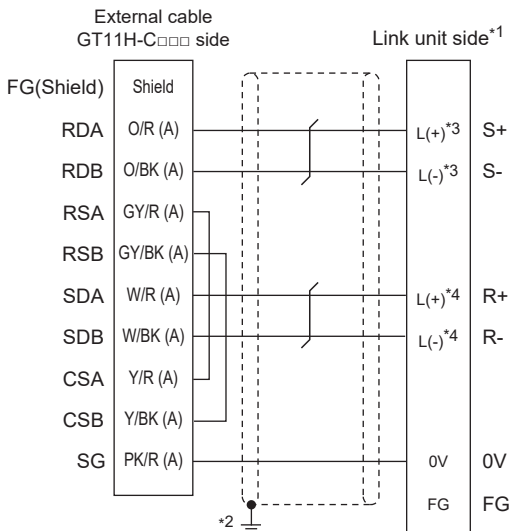 External cable
GT11H-C□□□ side
Link unit side*1
FG(Shield) Shield
RDA O/R (A) L(+)*3 S+
RDB O/BK (A) L(-)*3 S-
RSA GY/R (A)
RSB GY/BK (A)
SDA W/R (A) L(+)*4 R+
SDB W/BK (A) L(-)*4 R-
CSA Y/R (A)
CSB Y/BK (A)
SG PK/R (A) 0V 0V
FG FG
*2